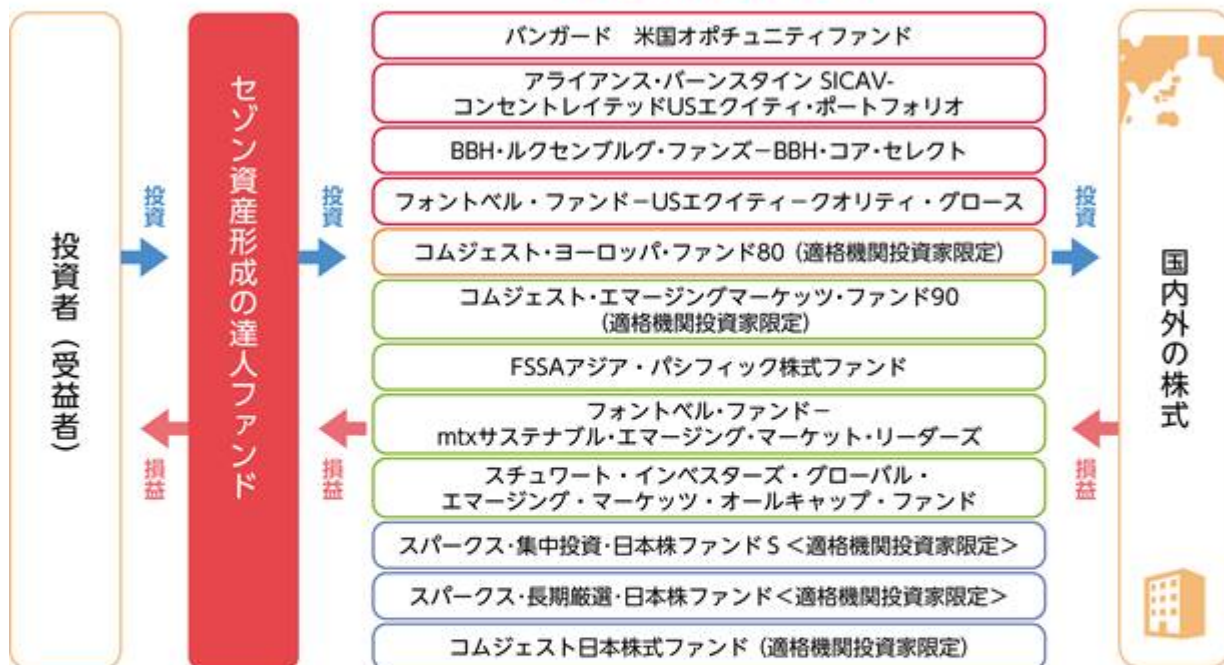 投資者（受益者）
投資
損益
セゾン資産形成の達人ファンド
投資
損益
バンガード　米国オポチュニティファンド
アライアンス・バーンスタイン SICAV-
コンセントレイテッドUSエクイティ・ポートフォリオ
BBH・ルクセンブルグ・ファンズーBBH・コア・セレクト
フォントベル・ファンドーUSエクイティークオリティ・グロース
コムジェスト・ヨーロッパ・ファンド80（適格機関投資家限定）
コムジェスト・エマージングマーケッツ・ファンド90
（適格機関投資家限定）
FSSAアジア・パシフィック株式ファンド
フォントベル・ファンドー
mtxサステナブル・エマージング・マーケット・リーダーズ
スチュワート・インベスターズ・グローバル・
エマージング・マーケッツ・オールキャップ・ファンド
スパークス・集中投資・日本株ファンドS＜適格機関投資家限定＞
スパークス・長期厳選・日本株ファンド＜適格機関投資家限定＞
コムジェスト日本株式ファンド（適格機関投資家限定）
投資
損益
国内外の株式